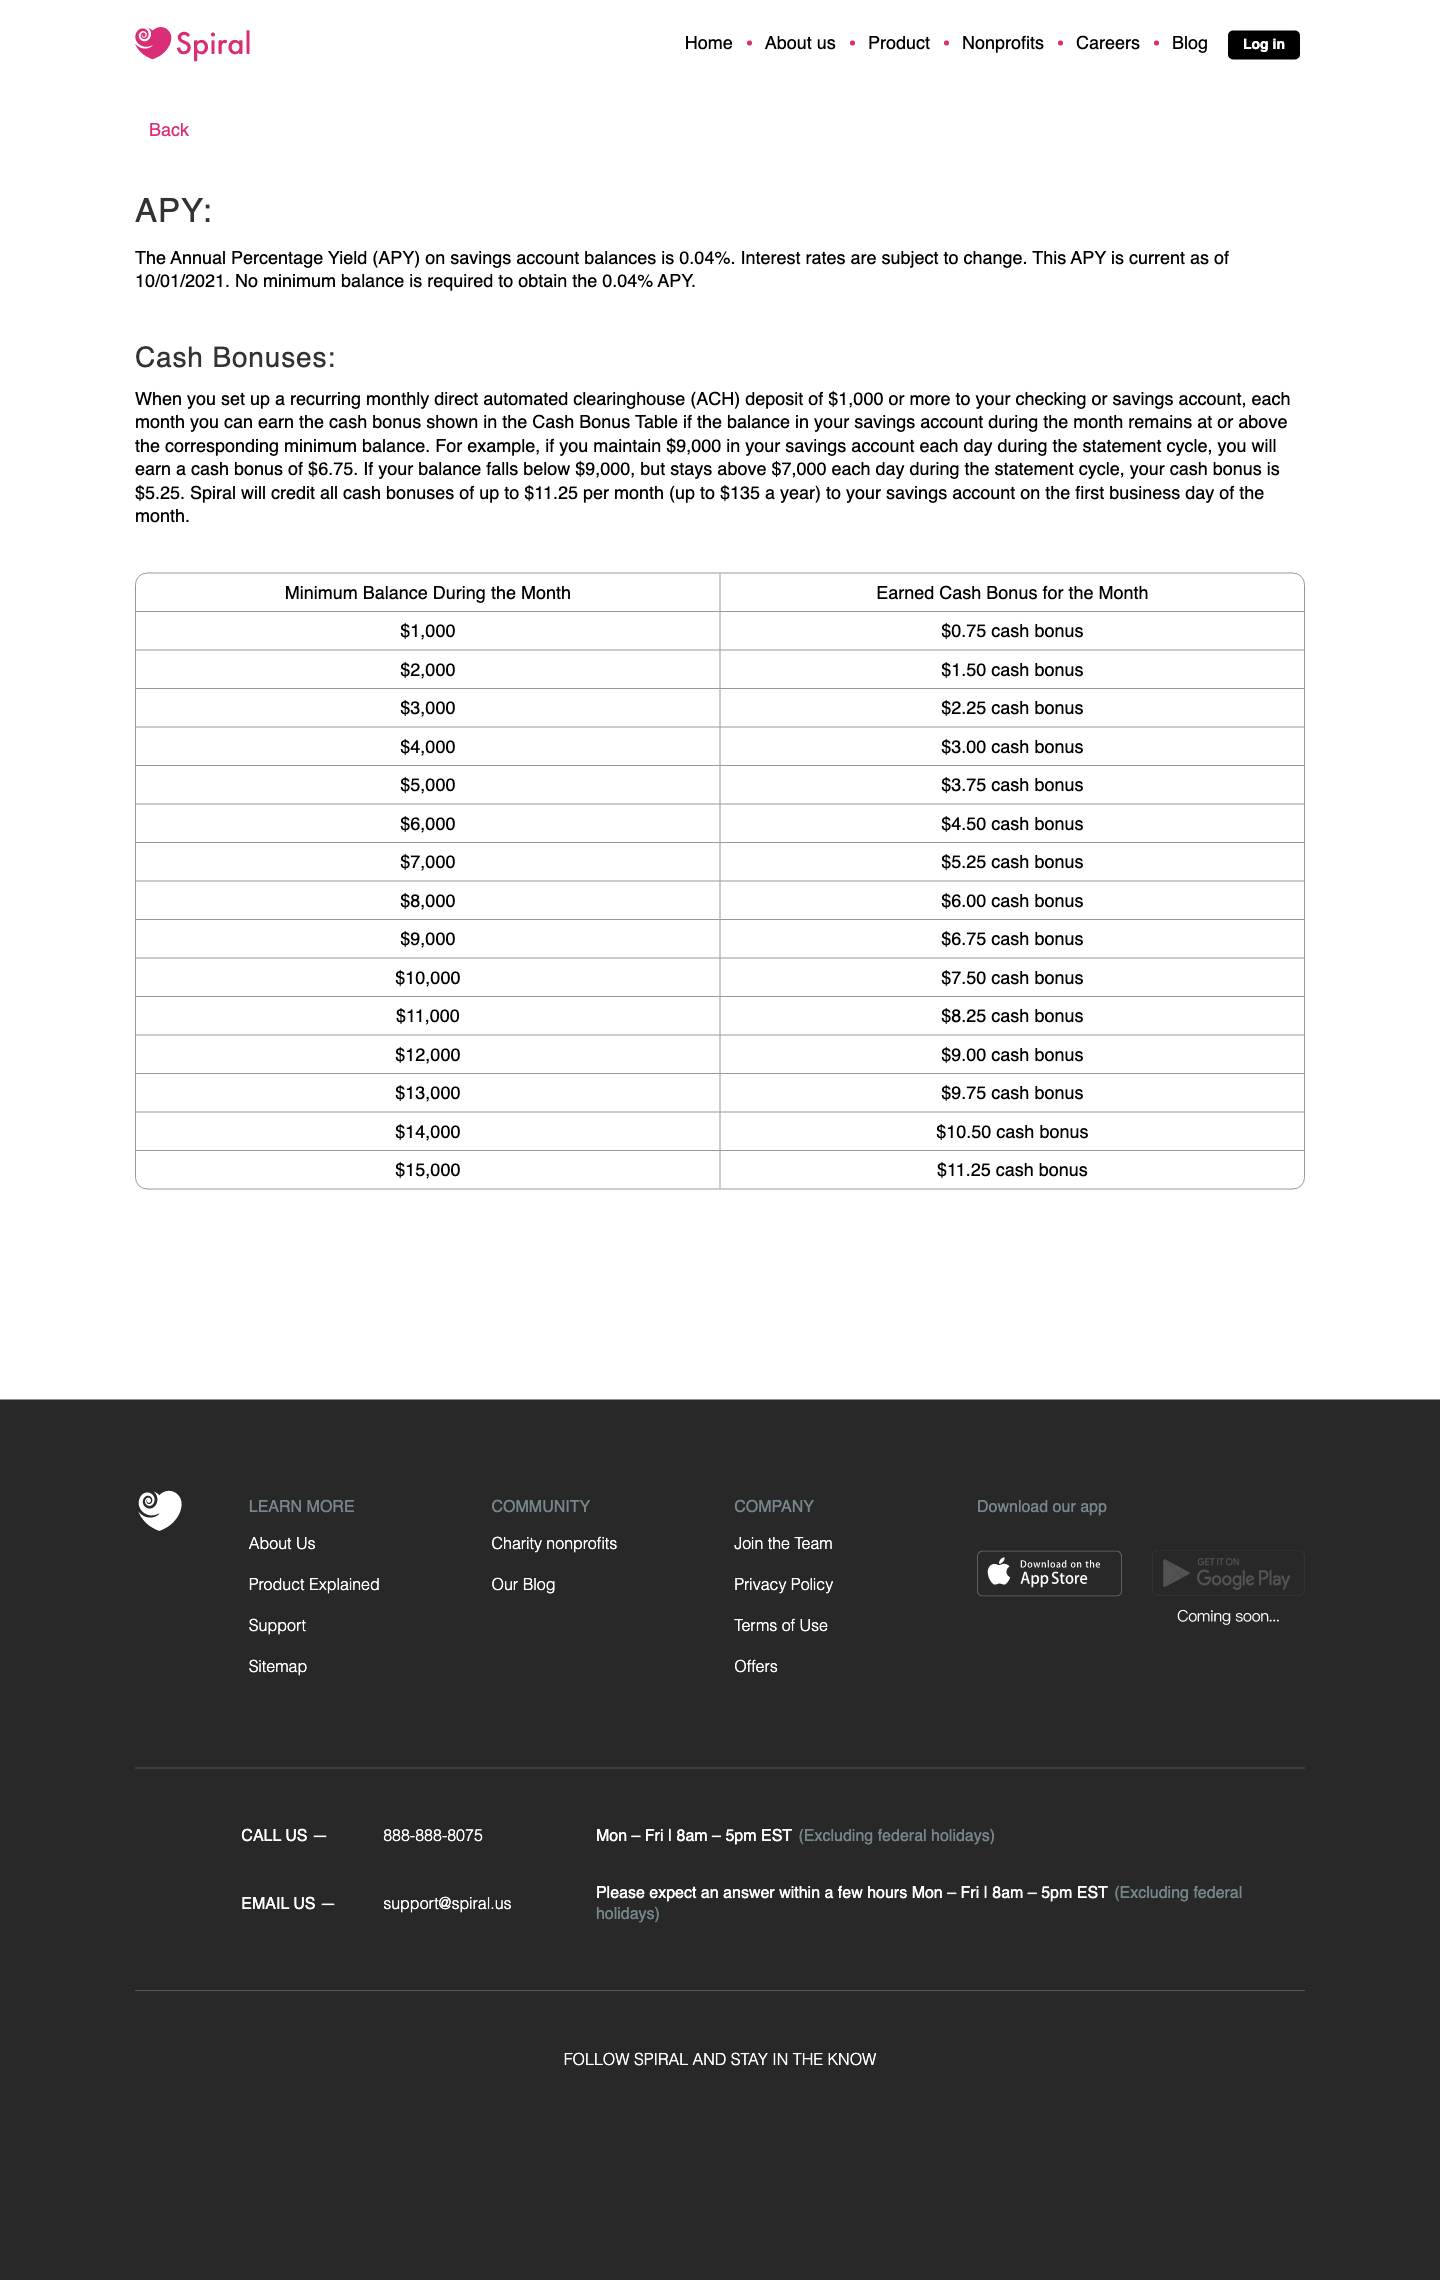 Spiral
Home • About us • Product • Nonprofits • Careers • Blog Log in
Back
APY:
The Annual Percentage Yield (APY) on savings account balances is 0.04%. Interest rates are subject to change. This APY is current as of
10/01/2021. No minimum balance is required to obtain the 0.04% APY.
Cash Bonuses:
When you set up a recurring monthly direct automated clearinghouse (ACH) deposit of $1,000 or more to your checking or savings account, each
month you can earn the cash bonus shown in the Cash Bonus Table if the balance in your savings account during the month remains at or above
the corresponding minimum balance. For example, if you maintain $9,000 in your savings account each day during the statement cycle, you will
earn a cash bonus of $6.75. If your balance falls below $9,000, but stays above $7,000 each day during the statement cycle, your cash bonus is
$5.25. Spiral will credit all cash bonuses of up to $11.25 per month (up to $135 a year) to your savings account on the first business day of the
month.
Minimum Balance During the Month Earned Cash Bonus for the Month
$1,000 $0.75 cash bonus
$2,000 $1.50 cash bonus
$3,000 $2.25 cash bonus
$4,000 $3.00 cash bonus
$5,000 $3.75 cash bonus
$6,000 $4.50 cash bonus
$7,000 $5.25 cash bonus
$8,000 $6.00 cash bonus
$9,000 $6.75 cash bonus
$10,000 $7.50 cash bonus
$11,000 $8.25 cash bonus
$12,000 $9.00 cash bonus
$13,000 $9.75 cash bonus
$14,000 $10.50 cash bonus
$15,000 $11.25 cash bonus
LEARN MORE
About Us
Product Explained
Support
Sitemap
COMMUNITY
Charity nonprofits
Our Blog
COMPANY
Join the Team
Privacy Policy
Terms of Use
Offers
Download our app
Download on the
App Store
GET IT ON
Google Play
Coming soon...
CALL US — 888-888-8075 Mon – Fri | 8am – 5pm EST (Excluding federal holidays)
EMAIL US — support@spiral.us Please expect an answer within a few hours Mon – Fri | 8am – 5pm EST (Excluding federal
holidays)
FOLLOW SPIRAL AND STAY IN THE KNOW